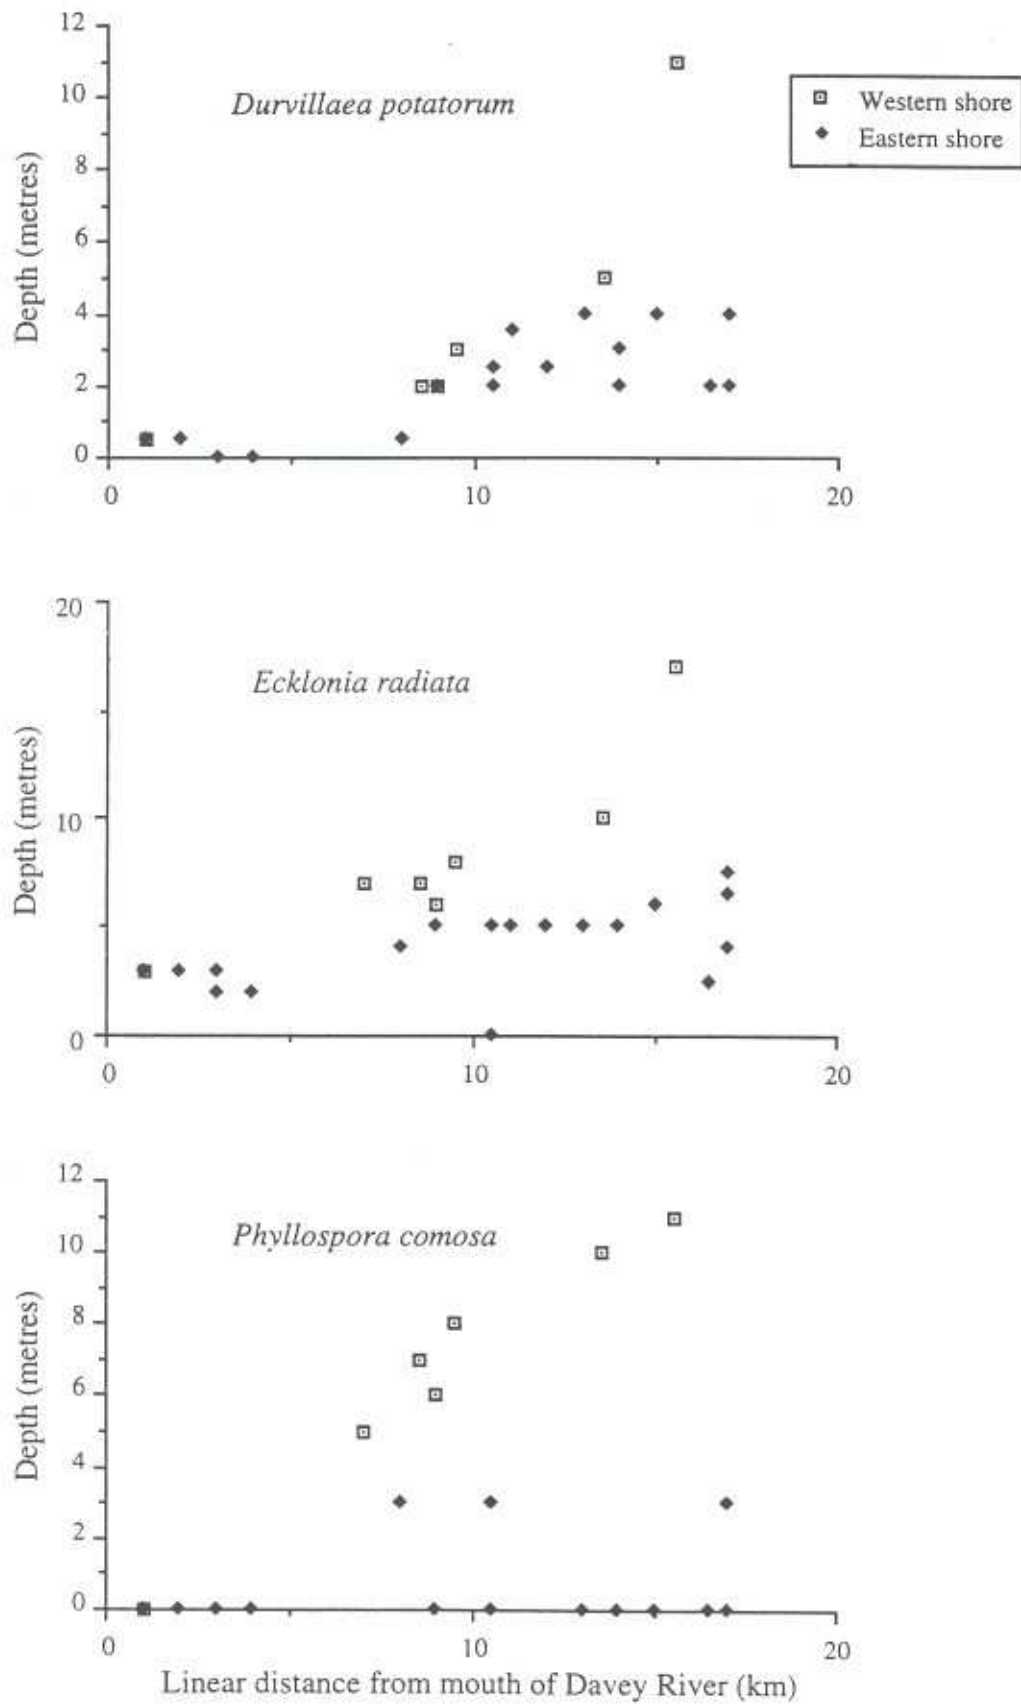 12
10
8
6
4
2
0
Depth (metres)
Durvillaea potatorum
Western shore
Eastern shore
0 10 20
20
10
0
Depth (metres)
Ecklonia radiata
0 10 20
12
10
8
6
4
2
0
Depth (metres)
Phyllospora comosa
0 10 20
Linear distance from mouth of Davey River (km)